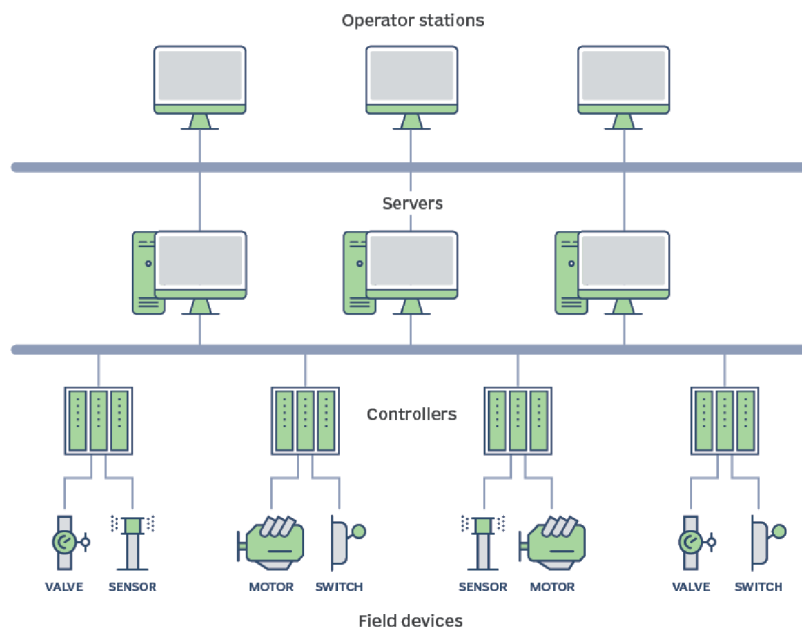 Operator stations
Servers
Controllers
VALVE SENSOR MOTOR SWITCH SENSOR MOTOR VALVE SWITCH
Field devices